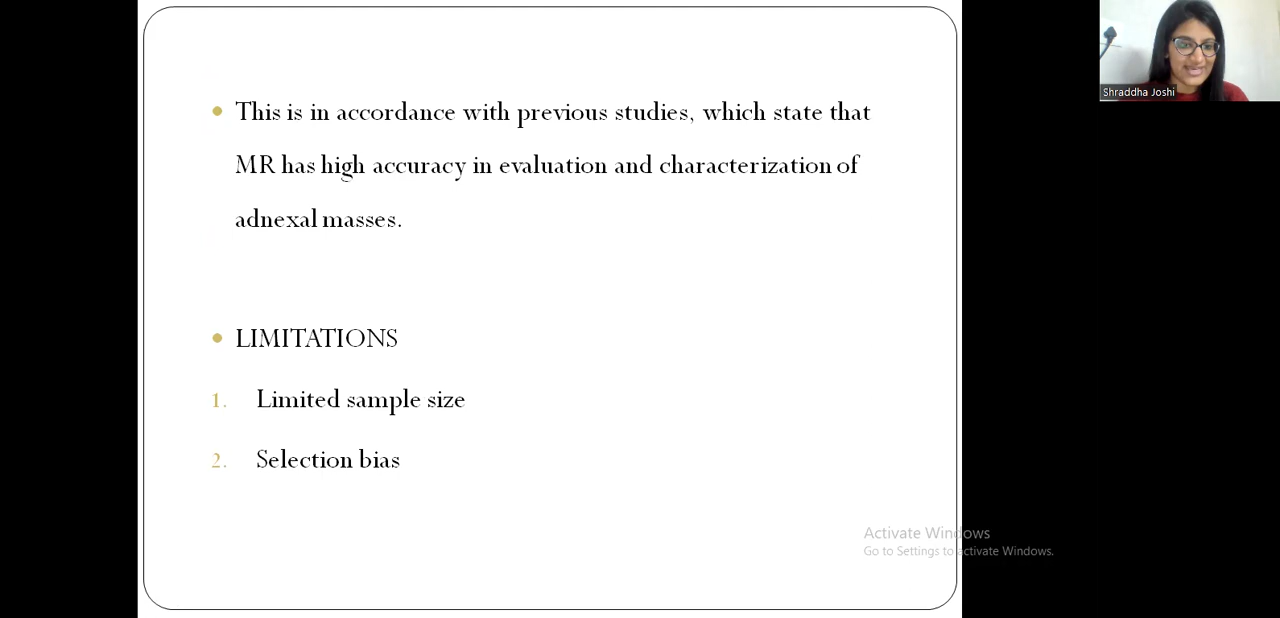 This is in accordance with previous studies, which state that
MR has high accuracy in evaluation and characterization of
adnexal masses.
LIMITATIONS
1. Limited sample size
2. Selection bias
Activate Windows
Go to Settings to activate Windows.
Shraddha Joshi